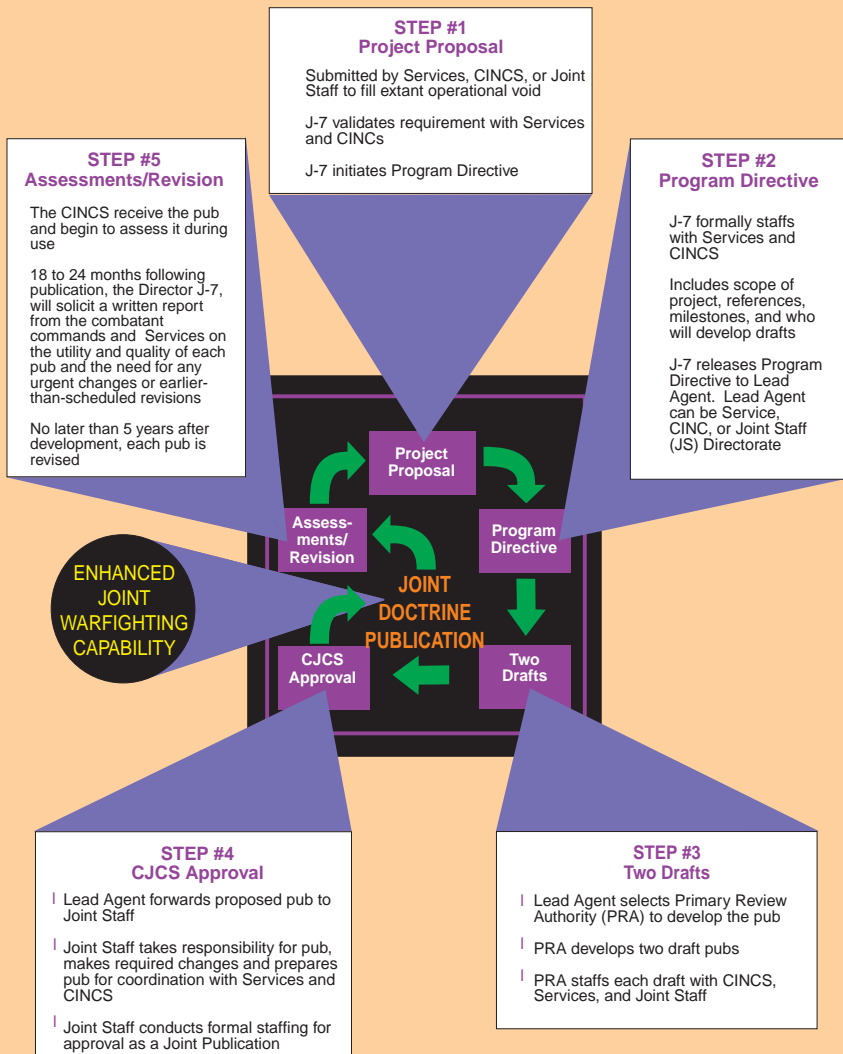 STEP #1
Project Proposal
Submitted by Services, CINCS, or Joint
Staff to fill extant operational void
J-7 validates requirement with Services
and CINCs
J-7 initiates Program Directive
STEP #5
Assessments/Revision
The CINCS receive the pub
and begin to assess it during
use
18 to 24 months following
publication, the Director J-7,
will solicit a written report
from the combatant
commands and Services on
the utility and quality of each
pub and the need for any
urgent changes or earlier-
than-scheduled revisions
No later than 5 years after
development, each pub is
revised
STEP #2
Program Directive
J-7 formally staffs
with Services and
CINCS
Includes scope of
project, references,
milestones, and who
will develop drafts
J-7 releases Program
Directive to Lead
Agent. Lead Agent
can be Service,
CINC, or Joint Staff
(JS) Directorate
Project
Proposal
Assess-
ments/
Revision
Program
Directive
ENHANCED
JOINT
WARFIGHTING
CAPABILITY
JOINT
DOCTRINE
PUBLICATION
CJCS
Approval
Two
Drafts
STEP #4
CJCS Approval
l Lead Agent forwards proposed pub to
Joint Staff
l Joint Staff takes responsibility for pub,
makes required changes and prepares
pub for coordination with Services and
CINCS
l Joint Staff conducts formal staffing for
approval as a Joint Publication
STEP #3
Two Drafts
l Lead Agent selects Primary Review
Authority (PRA) to develop the pub
l PRA develops two draft pubs
l PRA staffs each draft with CINCS,
Services, and Joint Staff